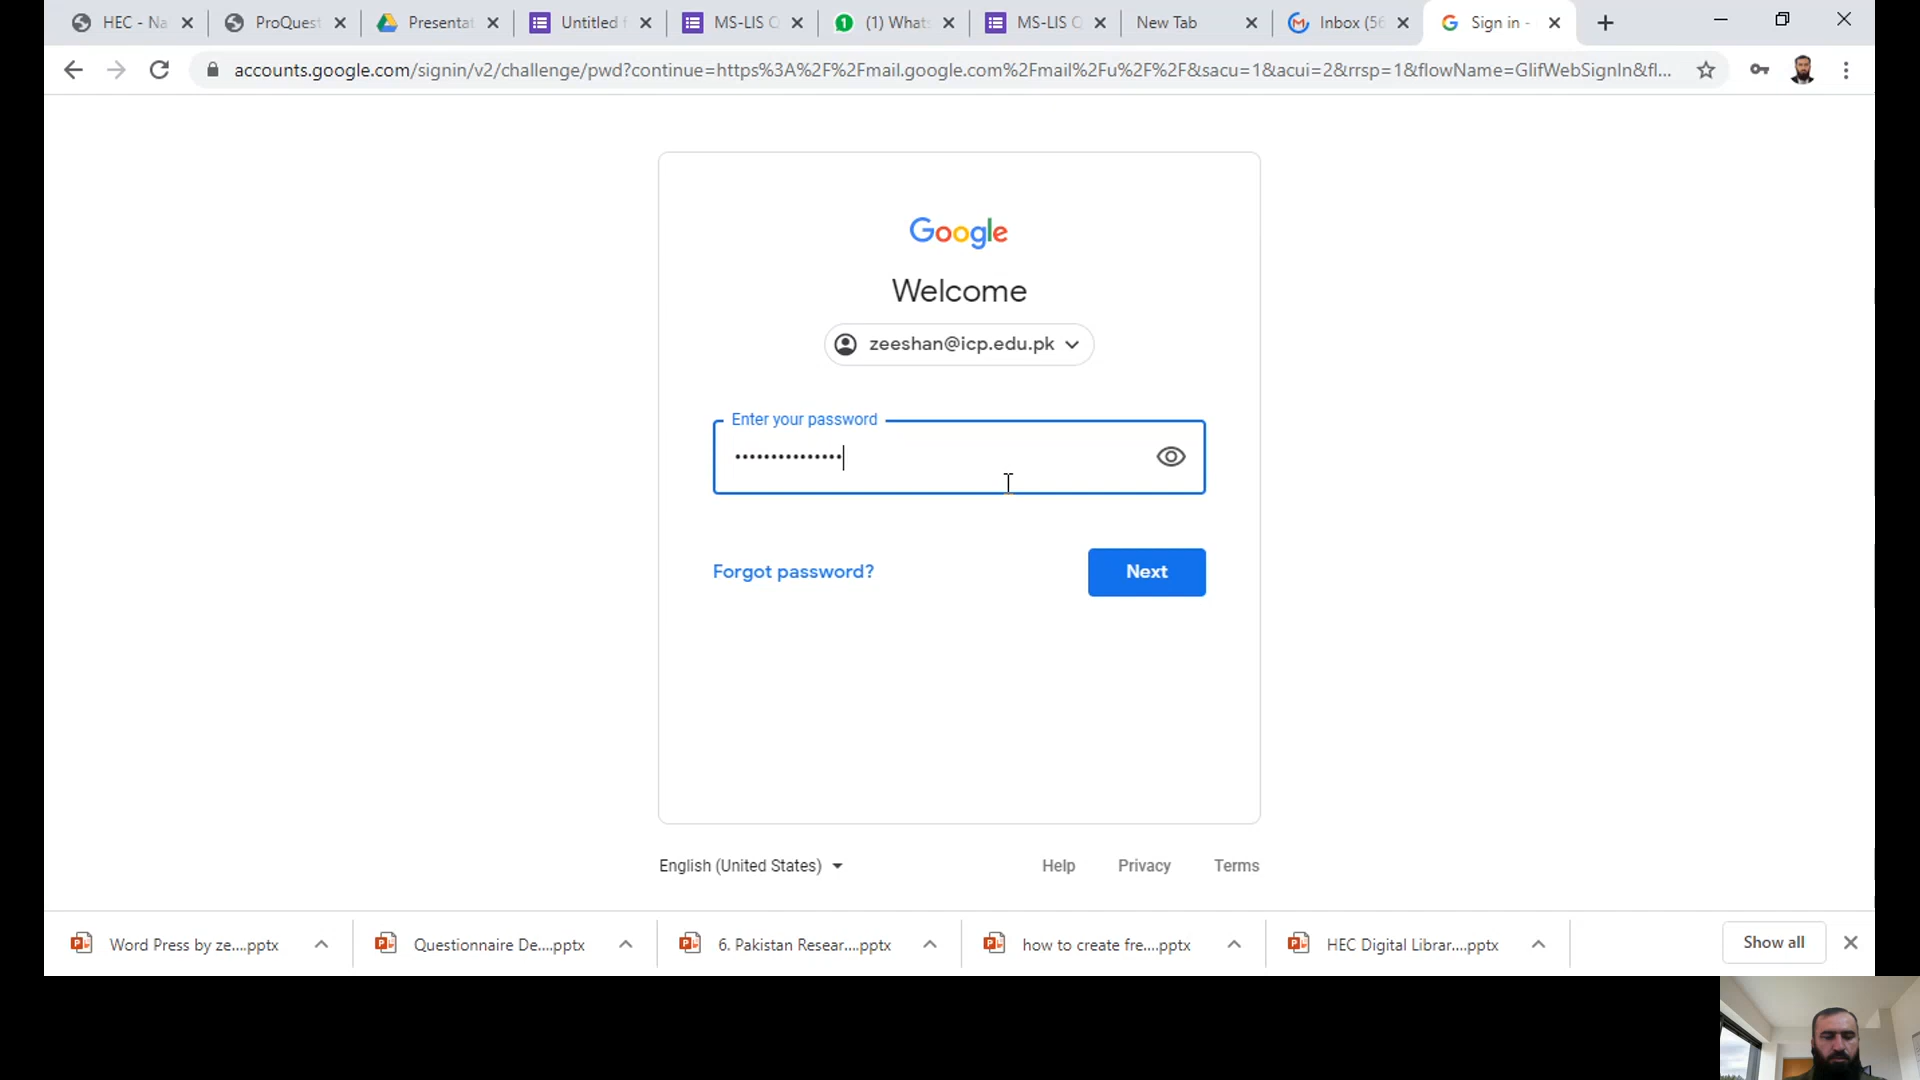 HEC - Na
ProQuest
Presentat
Untitled f
MS-LIS Q
(1) Whats
MS-LIS Q
New Tab
Inbox (56
Sign in -
accounts.google.com/signin/v2/challenge/pwd?continue=https%3A%2F%2Fmail.google.com%2Fmail%2Fu%2F%2F&sacu=1&acui=2&rrsp=1&flowName=GlifWebSignIn&fl...
Google
Welcome
zeeshan@icp.edu.pk
Enter your password
•••••••••••••••
Forgot password?
Next
English (United States)
Help
Privacy
Terms
Word Press by ze....pptx
Questionnaire De....pptx
6. Pakistan Resear....pptx
how to create fre....pptx
HEC Digital Librar....pptx
Show all